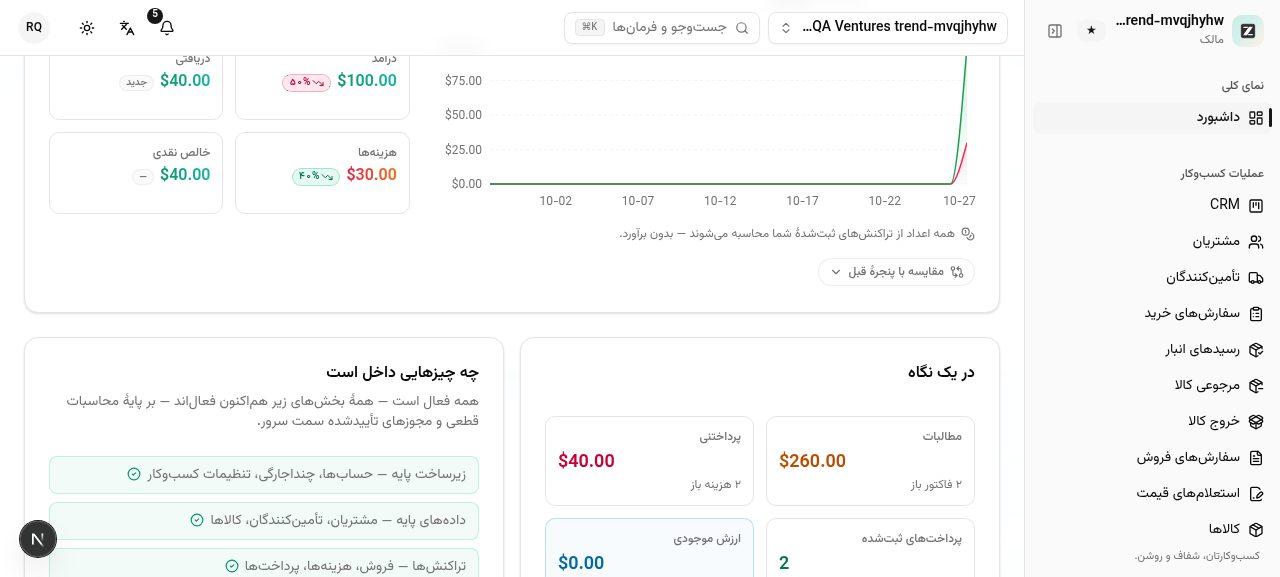 …rend-mvqjhyhw
مالک
★
نمای کلی
داشبورد
عملیات کسب‌وکار
CRM
مشتریان
تأمین‌کنندگان
سفارش‌های خرید
رسیدهای انبار
مرجوعی کالا
خروج کالا
سفارش‌های فروش
استعلام‌های قیمت
کالاها
کسب‌وکارتان، شفاف و روشن.
QA Ventures trend-mvqjhyhw…
جست‌وجو و فرمان‌ها
⌘K
5
RQ
$75.00
$50.00
$25.00
$0.00
10-02 10-07 10-12 10-17 10-22 10-27
درآمد
$100.00 ۵۰%
دریافتی
$40.00 جدید
هزینه‌ها
$30.00 ۴۰%
خالص نقدی
$40.00 —
همه اعداد از تراکنش‌های ثبت‌شدهٔ شما محاسبه می‌شوند — بدون برآورد.
مقایسه با پنجرهٔ قبل
در یک نگاه
مطالبات
$260.00
۲ فاکتور باز
پرداختنی
$40.00
۲ هزینه باز
پرداخت‌های ثبت‌شده
2
ارزش موجودی
$0.00
چه چیزهایی داخل است
همه فعال است — همهٔ بخش‌های زیر هم‌اکنون فعال‌اند — بر پایهٔ محاسبات
قطعی و مجوزهای تأییدشده سمت سرور.
زیرساخت پایه — حساب‌ها، چنداجارگی، تنظیمات کسب‌وکار
داده‌های پایه — مشتریان، تأمین‌کنندگان، کالاها
تراکنش‌ها — فروش، هزینه‌ها، پرداخت‌ها
N